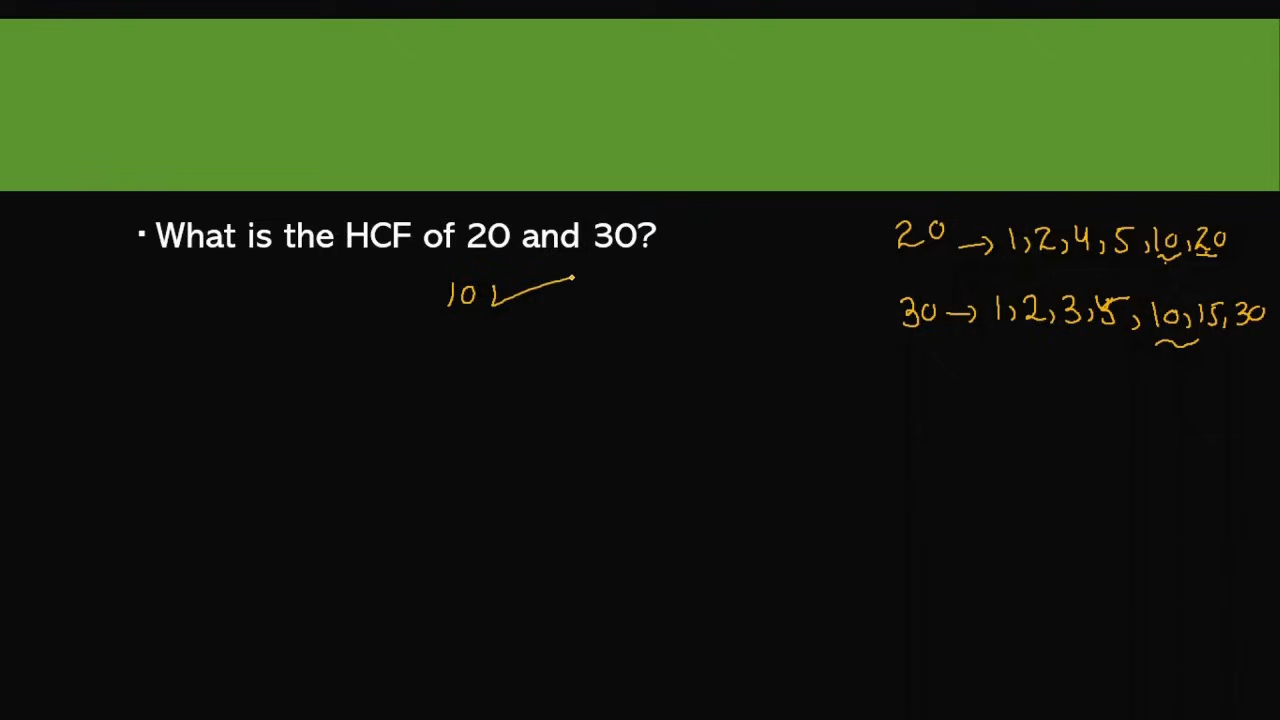 · What is the HCF of 20 and 30?
10 ✓
20 → 1, 2, 4, 5, 10, 20
30 → 1, 2, 3, 5, 10, 15, 30